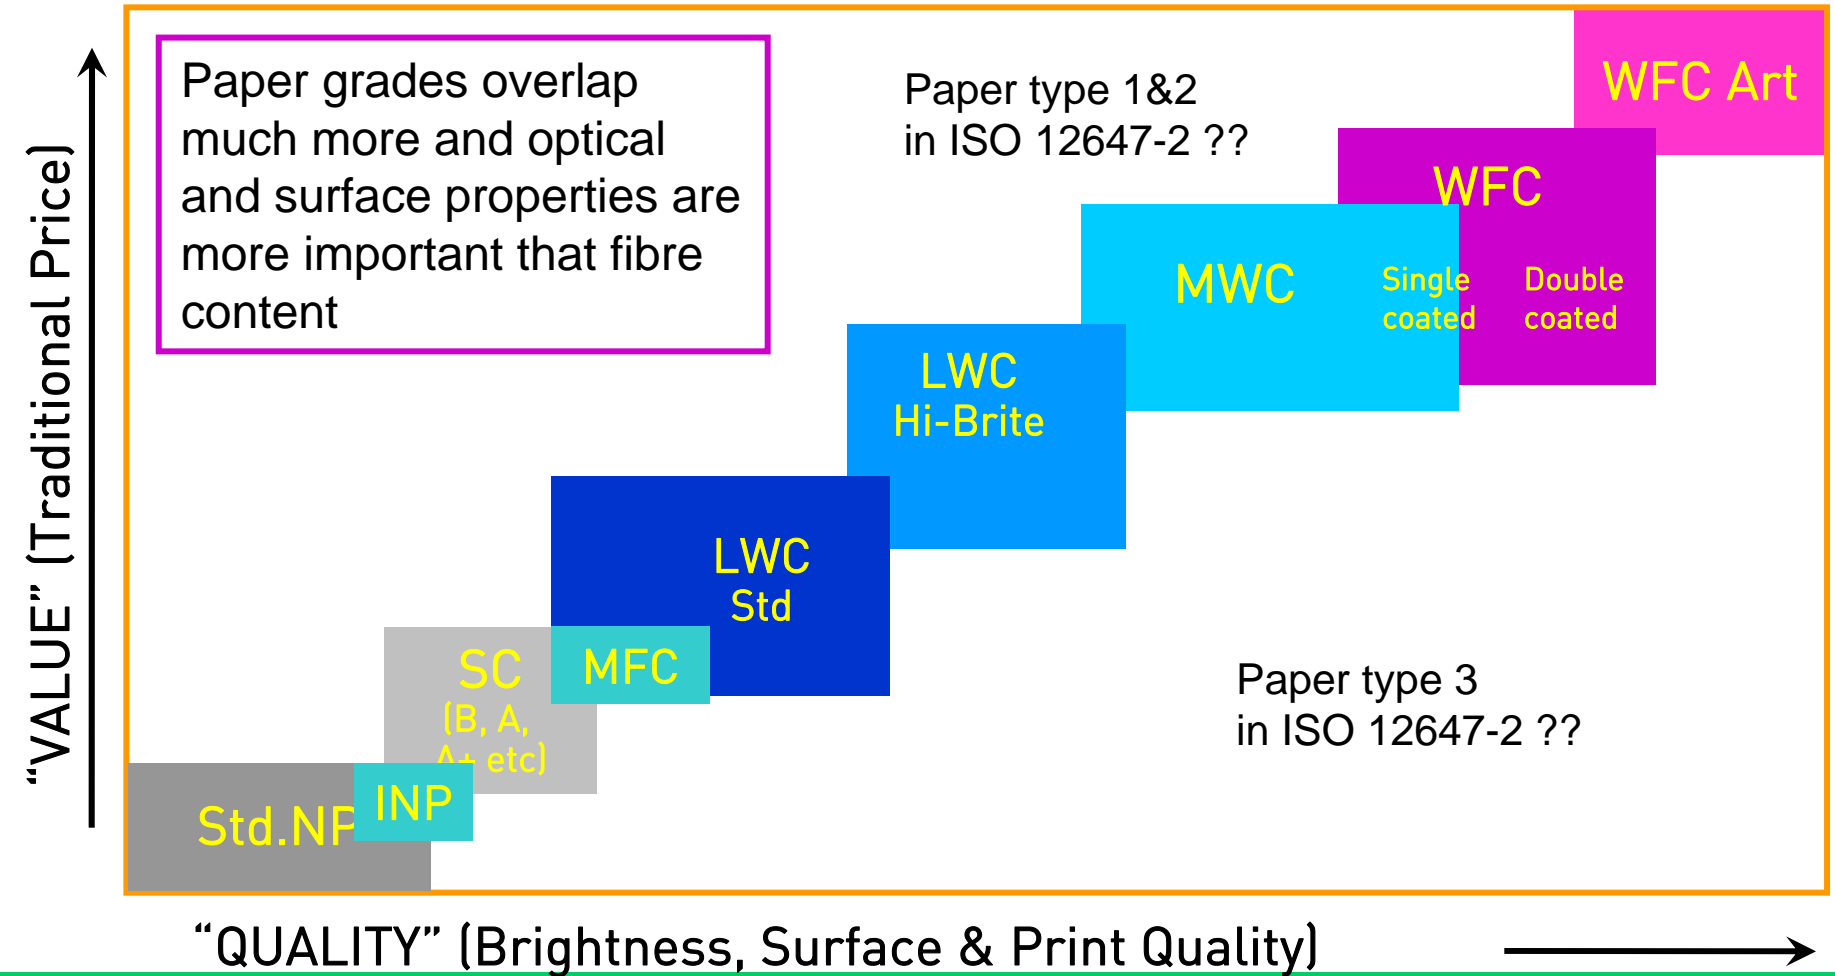 Paper grades overlap
much more and optical
and surface properties are
more important that fibre
content
Paper type 1&2
in ISO 12647-2 ??
WFC Art
WFC
MWC
Single
coated
Double
coated
LWC
Hi-Brite
LWC
Std
SC
(B, A,
A+ etc)
MFC
Std.NP
INP
Paper type 3
in ISO 12647-2 ??
“VALUE” (Traditional Price)
“QUALITY” (Brightness, Surface & Print Quality)